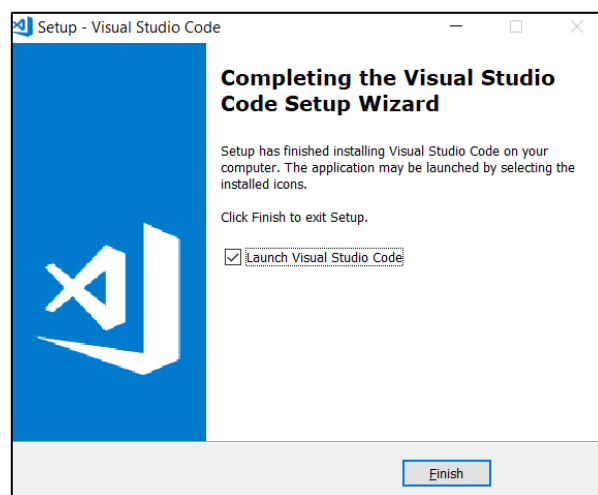 Setup - Visual Studio Code
Completing the Visual Studio
Code Setup Wizard
Setup has finished installing Visual Studio Code on your
computer. The application may be launched by selecting the
installed icons.
Click Finish to exit Setup.
Launch Visual Studio Code
Finish